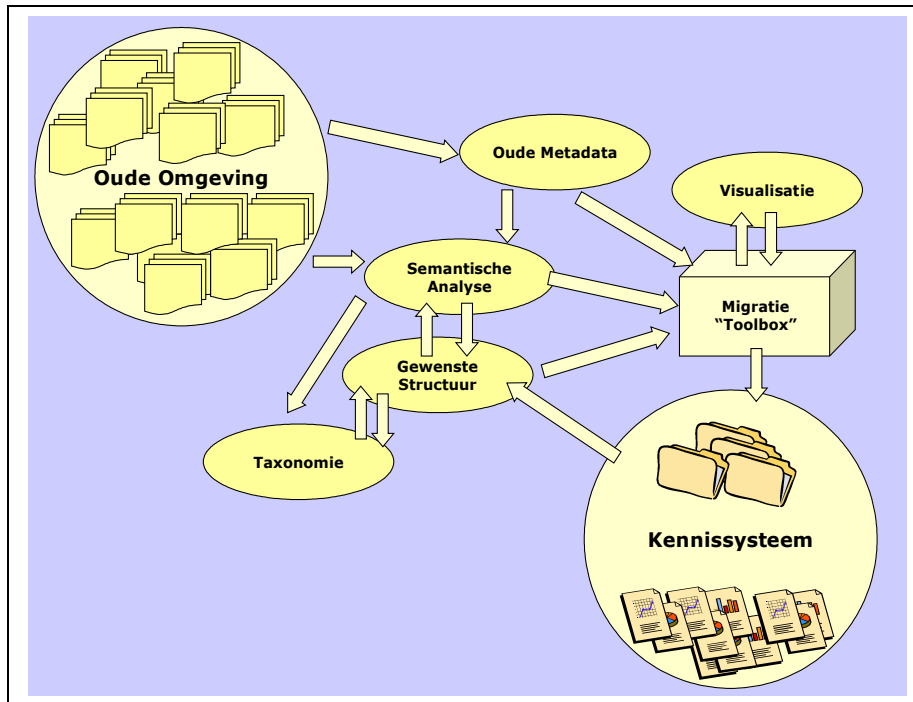 Oude Omgeving
Oude Metadata
Visualisatie
Semantische
Analyse
Migratie
“Toolbox”
Gewenste
Structuur
Taxonomie
Kennissysteem